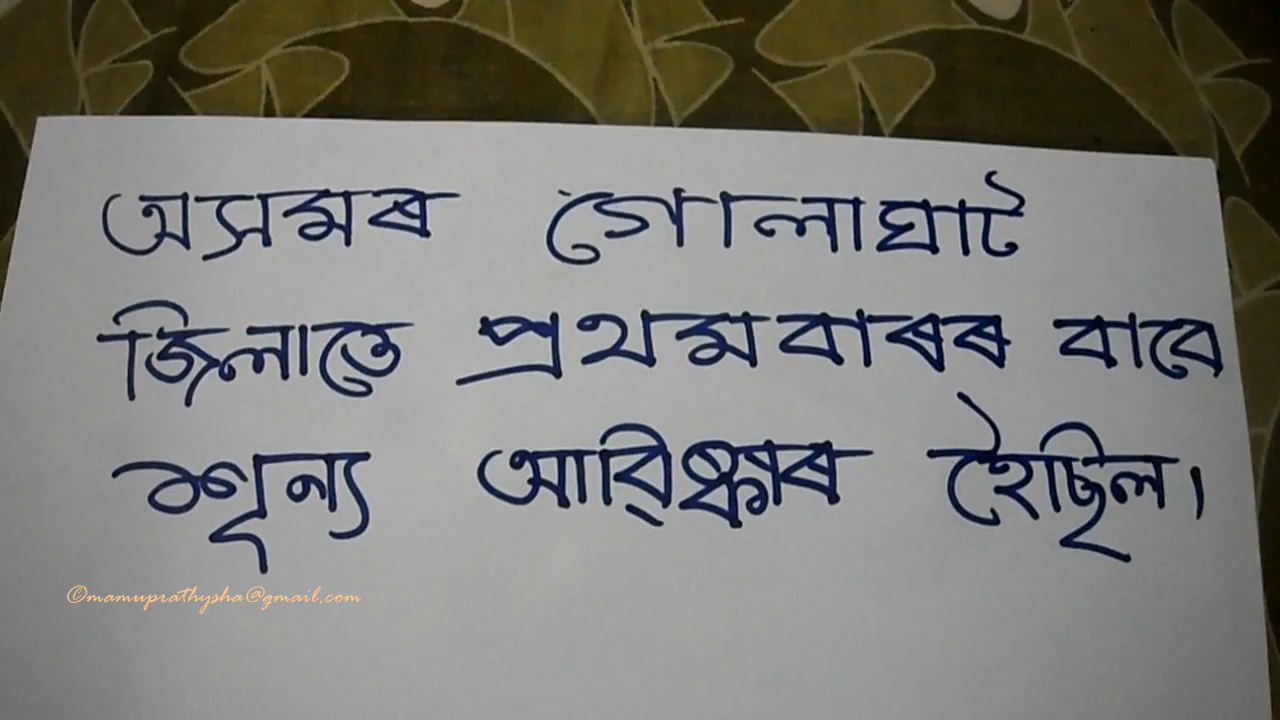 অসমৰ গোলাঘাট
জিলাতে প্ৰথমবাৰৰ বাবে
শূন্য আৱিষ্কাৰ হৈছিল।
©mamuprathysha@gmail.com